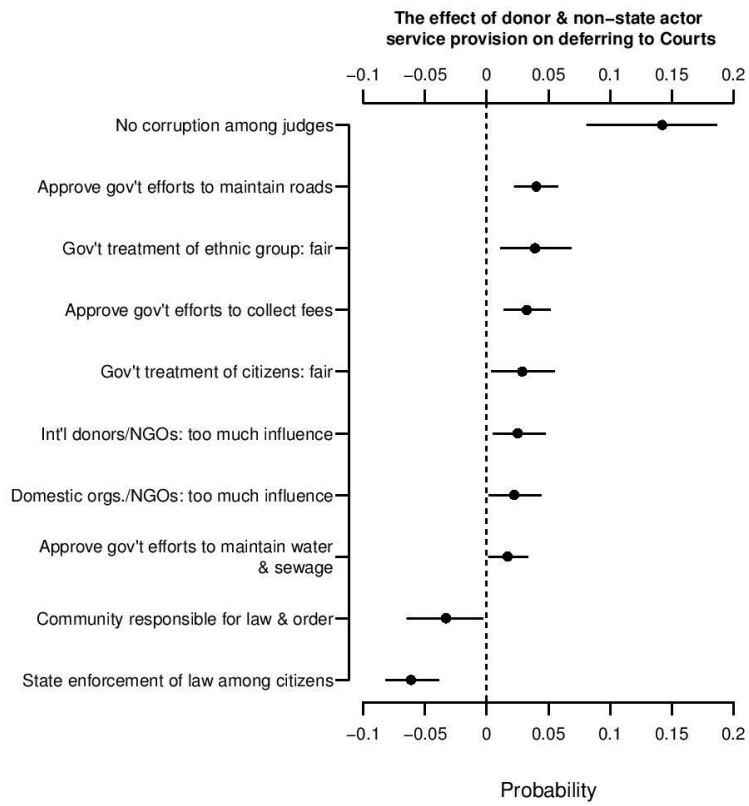 The effect of donor & non−state actor
service provision on deferring to Courts
−0.1 −0.05 0 0.05 0.1 0.15 0.2
No corruption among judges
Approve gov't efforts to maintain roads
Gov't treatment of ethnic group: fair
Approve gov't efforts to collect fees
Gov't treatment of citizens: fair
Int'l donors/NGOs: too much influence
Domestic orgs./NGOs: too much influence
Approve gov't efforts to maintain water
& sewage
Community responsible for law & order
State enforcement of law among citizens
−0.1 −0.05 0 0.05 0.1 0.15 0.2
Probability